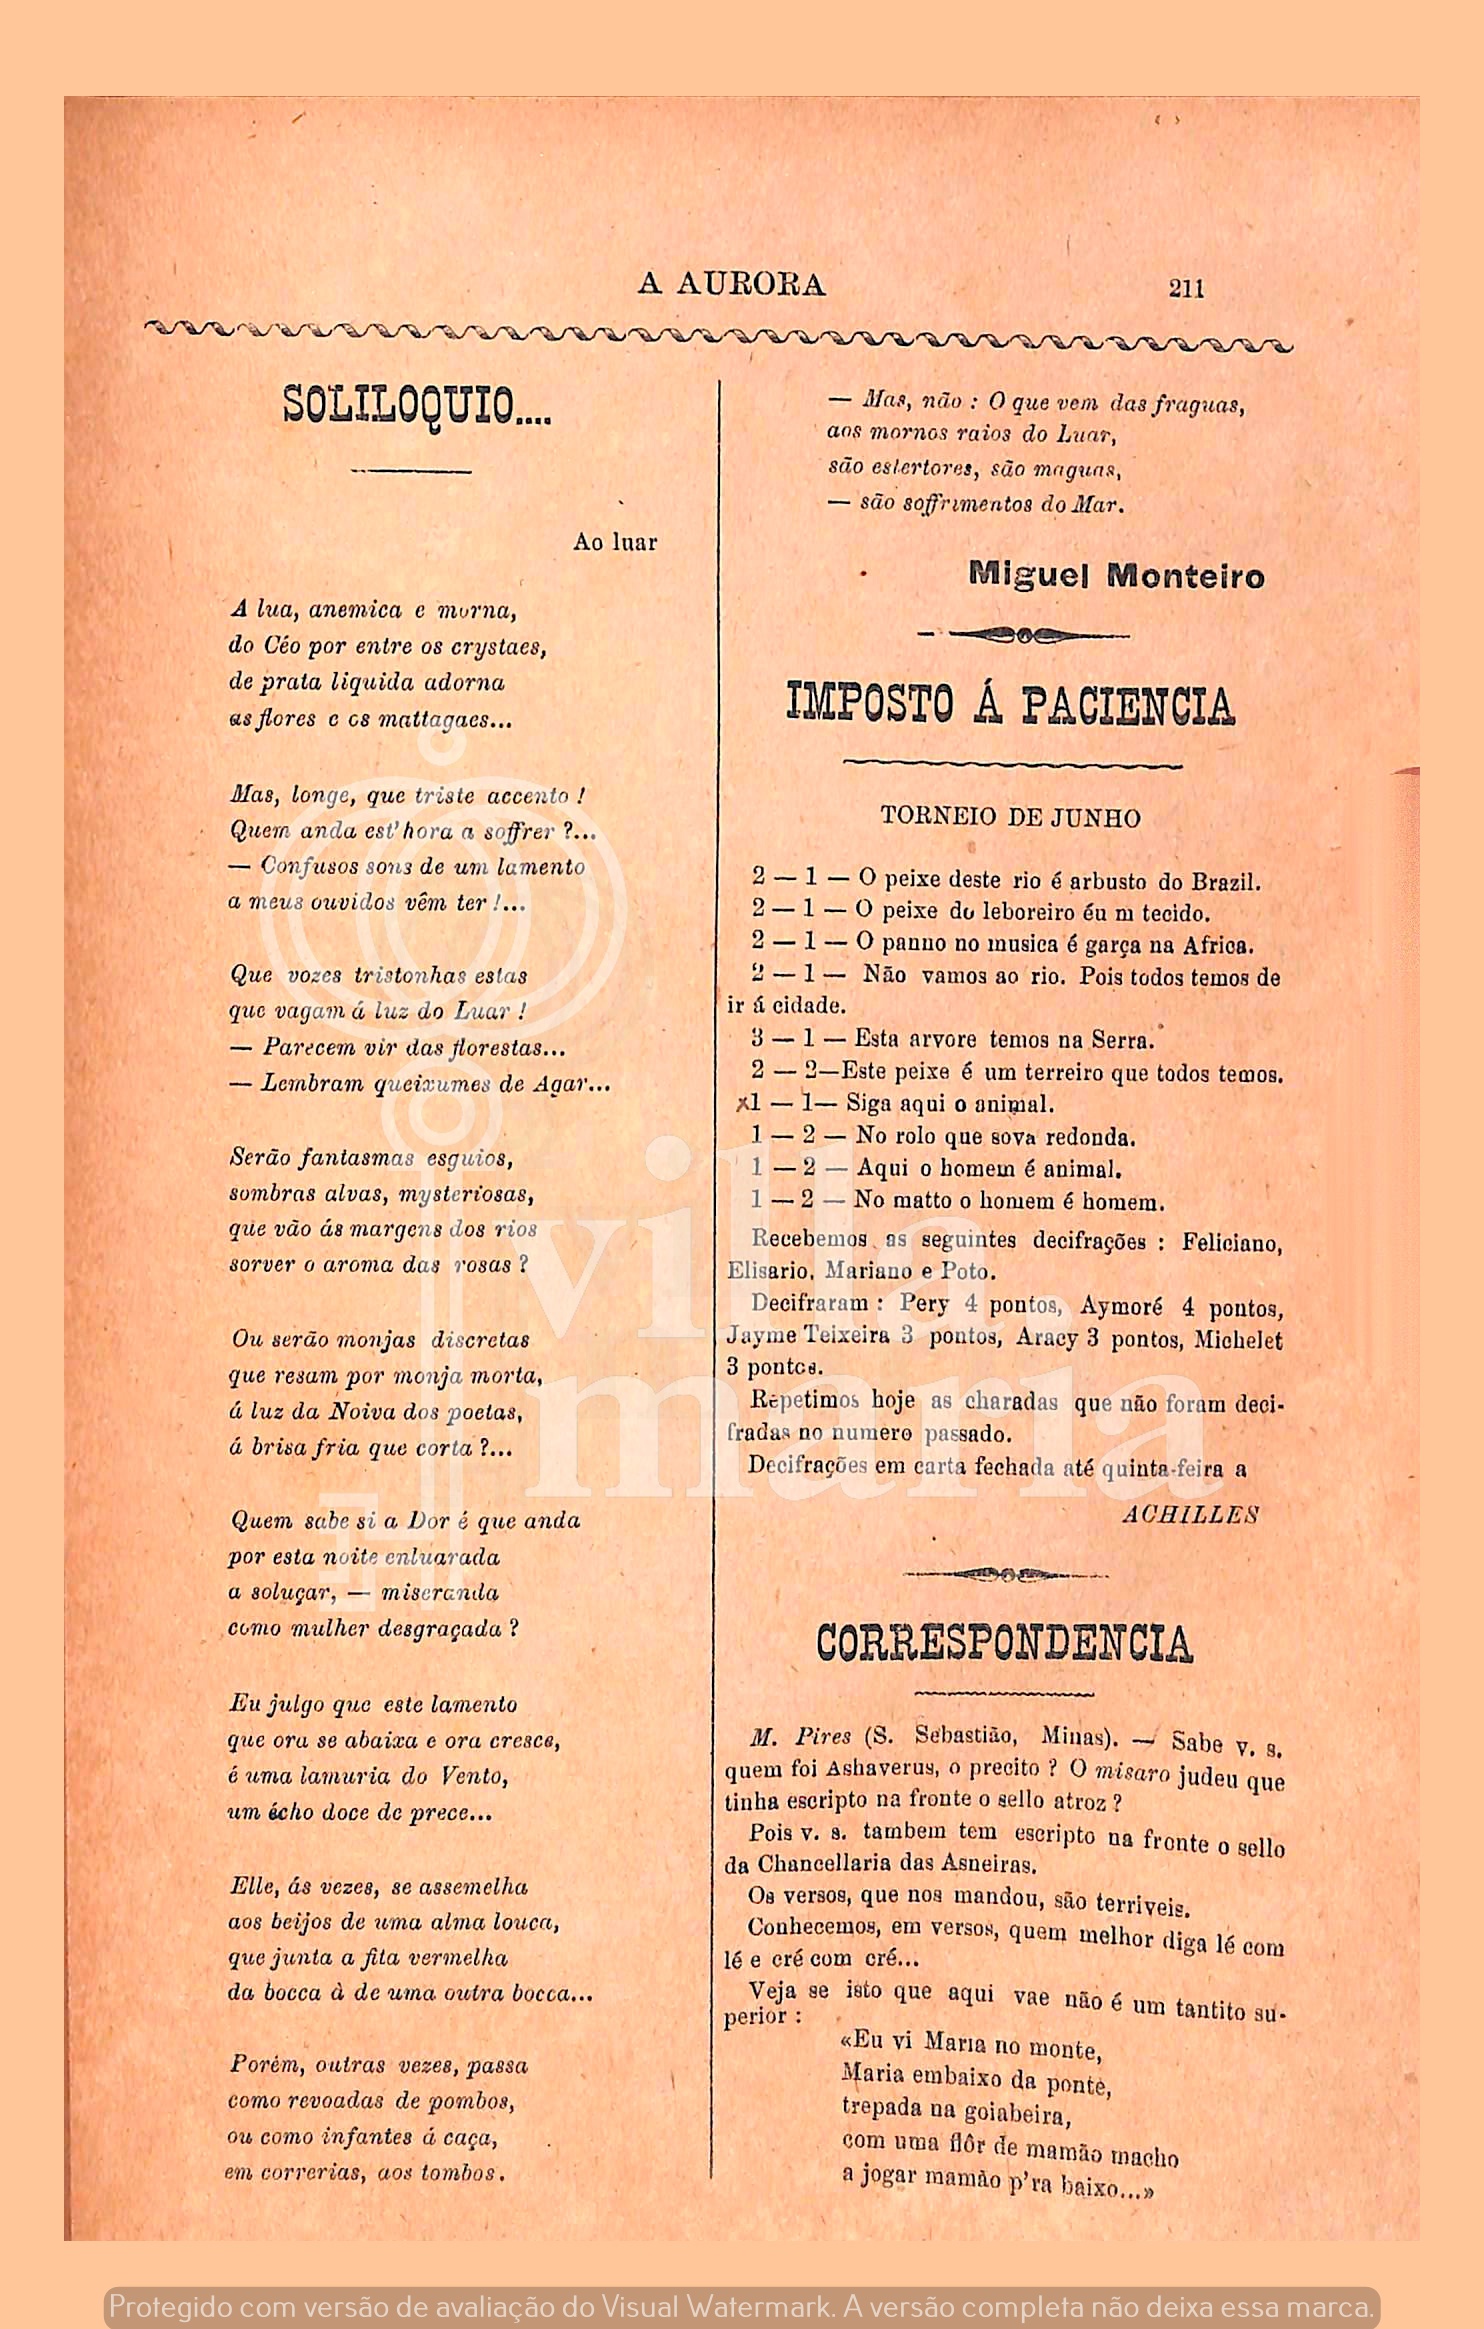 A AURORA
211
SOLILOQUIO....
Ao luar
A lua, anemica e morna,
do Céo por entre os crystaes,
de prata liquida adorna
as flores e os mattagaes...
Mas, longe, que triste accento !
Quem anda est'hora a soffrer ?...
— Confusos sons de um lamento
a meus ouvidos vêm ter !...
Que vozes tristonhas estas
que vagam á luz do Luar !
— Parecem vir das florestas...
— Lembram queixumes de Agar...
Serão fantasmas esguios,
sombras alvas, mysteriosas,
que vão ás margens dos rios
sorver o aroma das rosas ?
Ou serão monjas discretas
que resam por monja morta,
á luz da Noiva dos poetas,
á brisa fria que corta ?...
Quem sabe si a Dor é que anda
por esta noite enluarada
a soluçar, — miseranda
como mulher desgraçada ?
Eu julgo que este lamento
que ora se abaixa e ora cresce,
é uma lamuria do Vento,
um écho doce de prece...
Elle, ás vezes, se assemelha
aos beijos de uma alma louca,
que junta a fita vermelha
da bocca à de uma outra bocca...
Porém, outras vezes, passa
como revoadas de pombos,
ou como infantes á caça,
em correrias, aos tombos.
— Mas, não : O que vem das fraguas,
aos mornos raios do Luar,
são estertores, são maguas,
— são soffrimentos do Mar.
Miguel Monteiro
IMPOSTO Á PACIENCIA
TORNEIO DE JUNHO
2 — 1 — O peixe deste rio é arbusto do Brazil.
2 — 1 — O peixe do leboreiro éu m tecido.
2 — 1 — O panno no musica é garça na Africa.
2 — 1 — Não vamos ao rio. Pois todos temos de
ir á cidade.
3 — 1 — Esta arvore temos na Serra.
2 — 2—Este peixe é um terreiro que todos temos.
x1 — 1— Siga aqui o animal.
1 — 2 — No rolo que sova redonda.
1 — 2 — Aqui o homem é animal.
1 — 2 — No matto o homem é homem.
Recebemos as seguintes decifrações : Feliciano,
Elisario, Mariano e Poto.
Decifraram : Pery 4 pontos, Aymoré 4 pontos,
Jayme Teixeira 3 pontos, Aracy 3 pontos, Michelet
3 pontos.
Repetimos hoje as charadas que não foram deci-
fradas no numero passado.
Decifrações em carta fechada até quinta-feira a
ACHILLES
CORRESPONDENCIA
M. Pires (S. Sebastião, Minas). — Sabe v. s.
quem foi Ashaverus, o precito ? O misaro judeu que
tinha escripto na fronte o sello atroz ?
Pois v. s. tambem tem escripto na fronte o sello
da Chancellaria das Asneiras.
Os versos, que nos mandou, são terriveis.
Conhecemos, em versos, quem melhor diga lé com
lé e cré com cré...
Veja se isto que aqui vae não é um tantito su-
perior :
«Eu vi Maria no monte,
Maria embaixo da ponte,
trepada na goiabeira,
com uma flôr de mamão macho
a jogar mamão p'ra baixo...»
villa.
maria
Protegido com versão de avaliação do Visual Watermark. A versão completa não deixa essa marca.